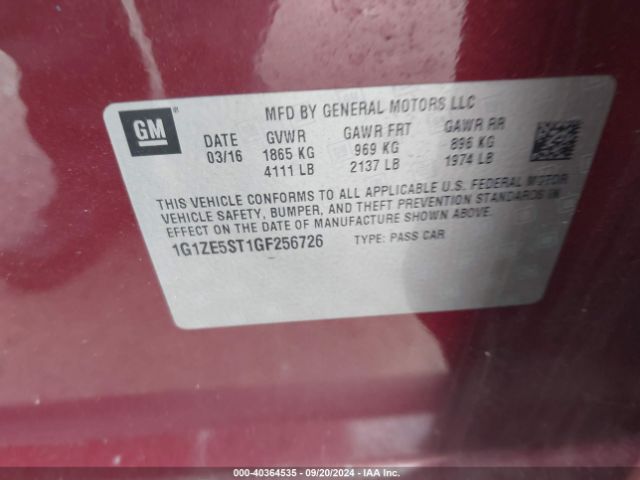 GM
®
MFD BY GENERAL MOTORS LLC
DATE GVWR GAWR FRT GAWR RR
03/16 1865 KG 969 KG 896 KG
4111 LB 2137 LB 1974 LB
THIS VEHICLE CONFORMS TO ALL APPLICABLE U.S. FEDERAL MOTOR
VEHICLE SAFETY, BUMPER, AND THEFT PREVENTION STANDARDS IN
EFFECT ON THE DATE OF MANUFACTURE SHOWN ABOVE.
1G1ZE5ST1GF256726 TYPE: PASS CAR
000-40364535 - 09/20/2024 - IAA Inc.